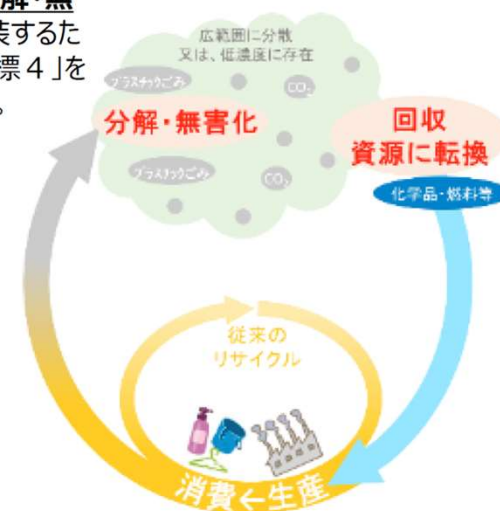 解・無
装するた
標４」を
。
広範囲に分散
又は、低濃度に存在
プラスチックごみ
CO₂
分解・無害化
回収
資源に転換
プラスチックごみ
CO₂
化学品・燃料等
従来の
リサイクル
消費←生産